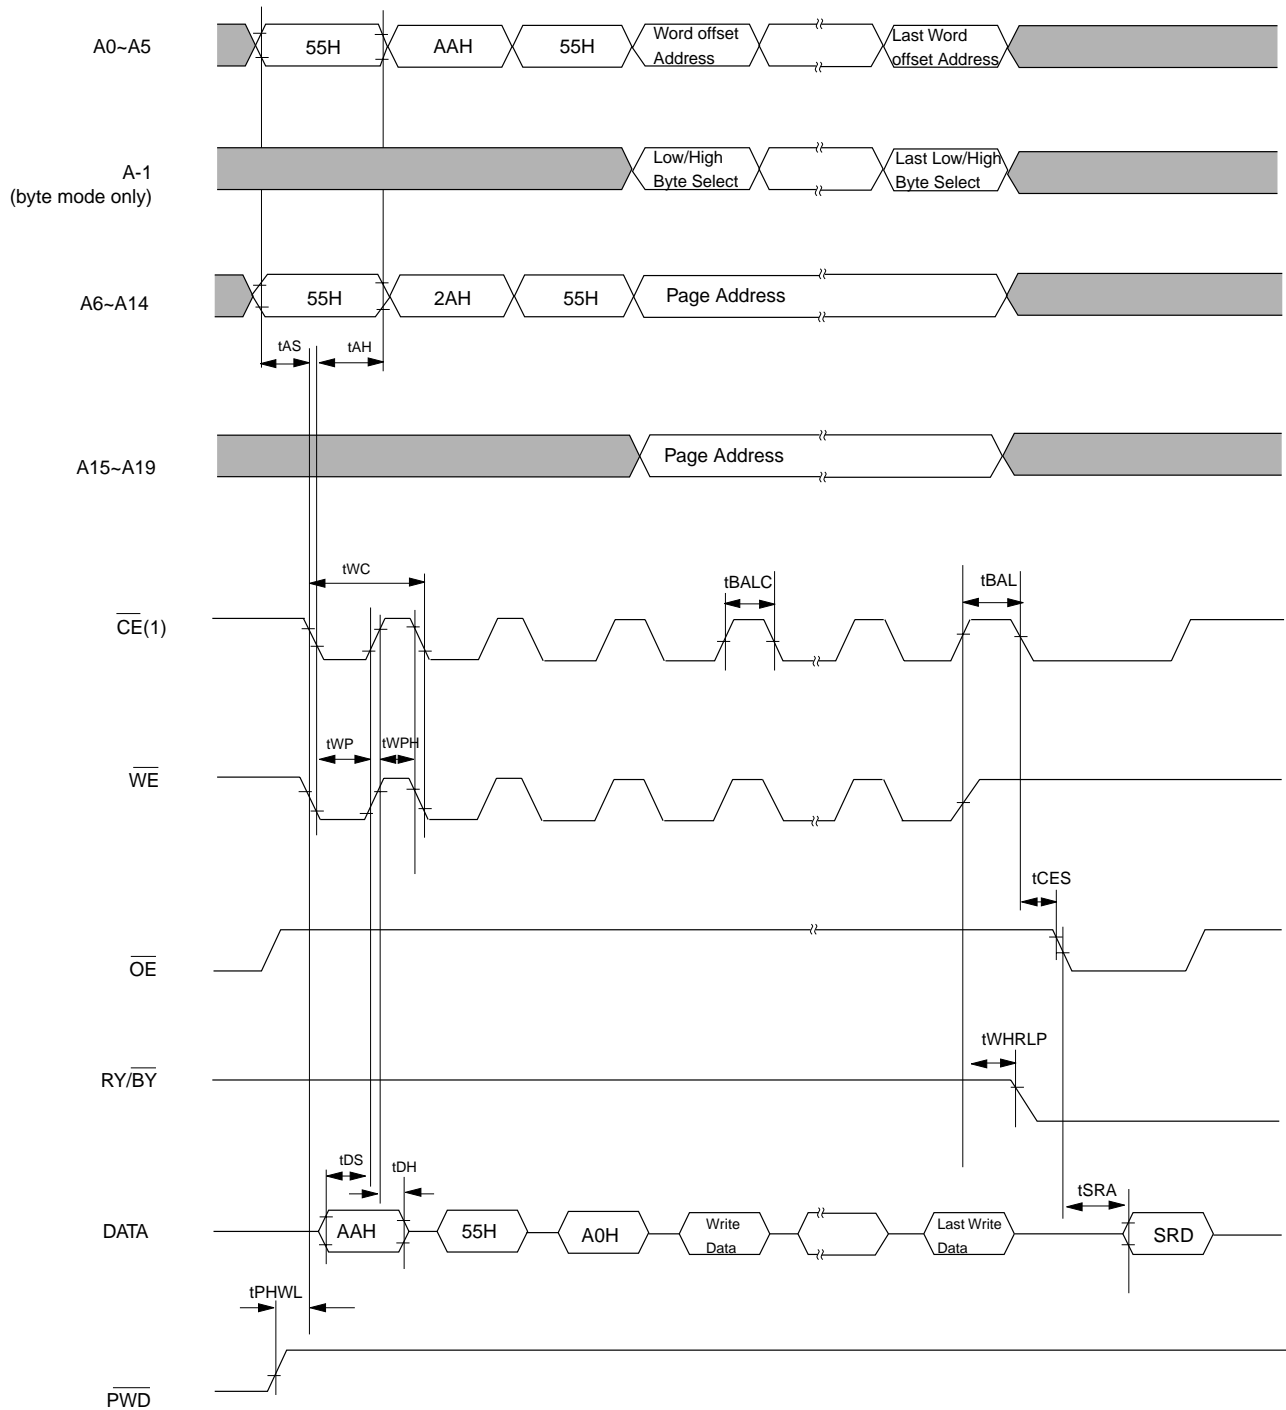 A0~A5
55H
AAH
55H
Word offset
Address
Last Word
offset Address
A-1
(byte mode only)
Low/High
Byte Select
Last Low/High
Byte Select
A6~A14
55H
2AH
55H
Page Address
tAS
tAH
A15~A19
Page Address
tWC
tBALC
tBAL
CE(1)
tWP
tWPH
WE
tCES
OE
tWHRLP
RY/BY
tDS
tDH
tSRA
DATA
AAH
55H
A0H
Write
Data
Last Write
Data
SRD
tPHWL
PWD